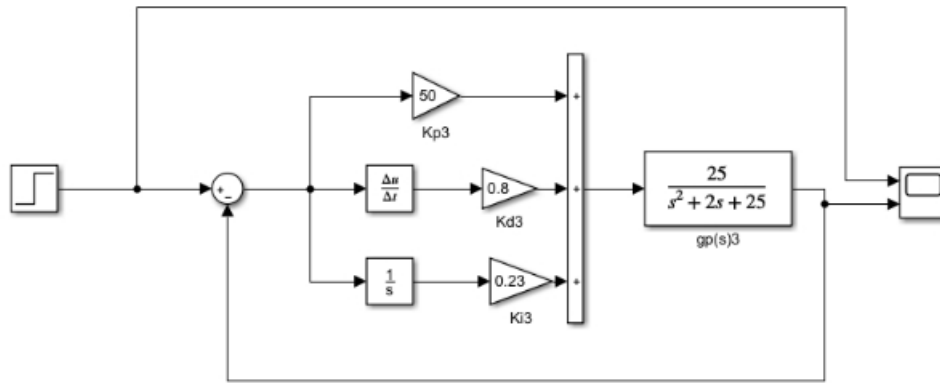 50
Kp3
+
+
−
Δu
Δt
0.8
Kd3
+
25
s² + 2s + 25
gp(s)3
1
s
0.23
Ki3
+